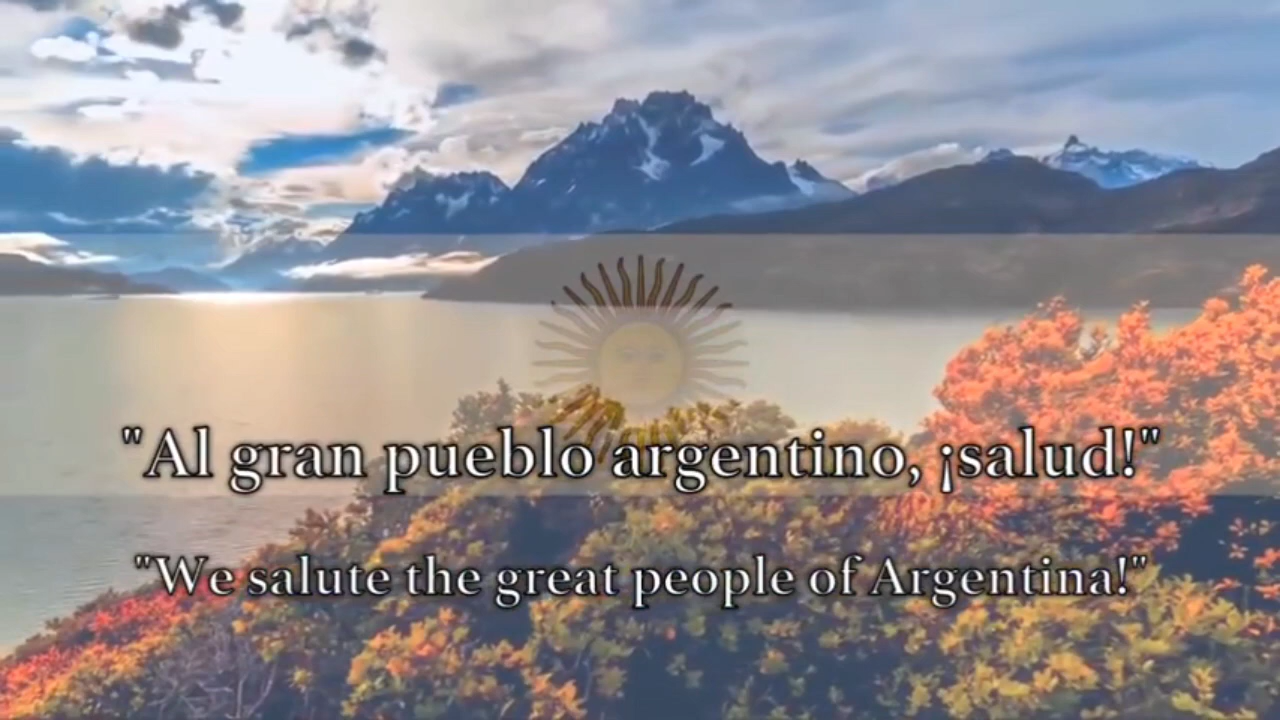 "Al gran pueblo argentino, ¡salud!"
"We salute the great people of Argentina!"